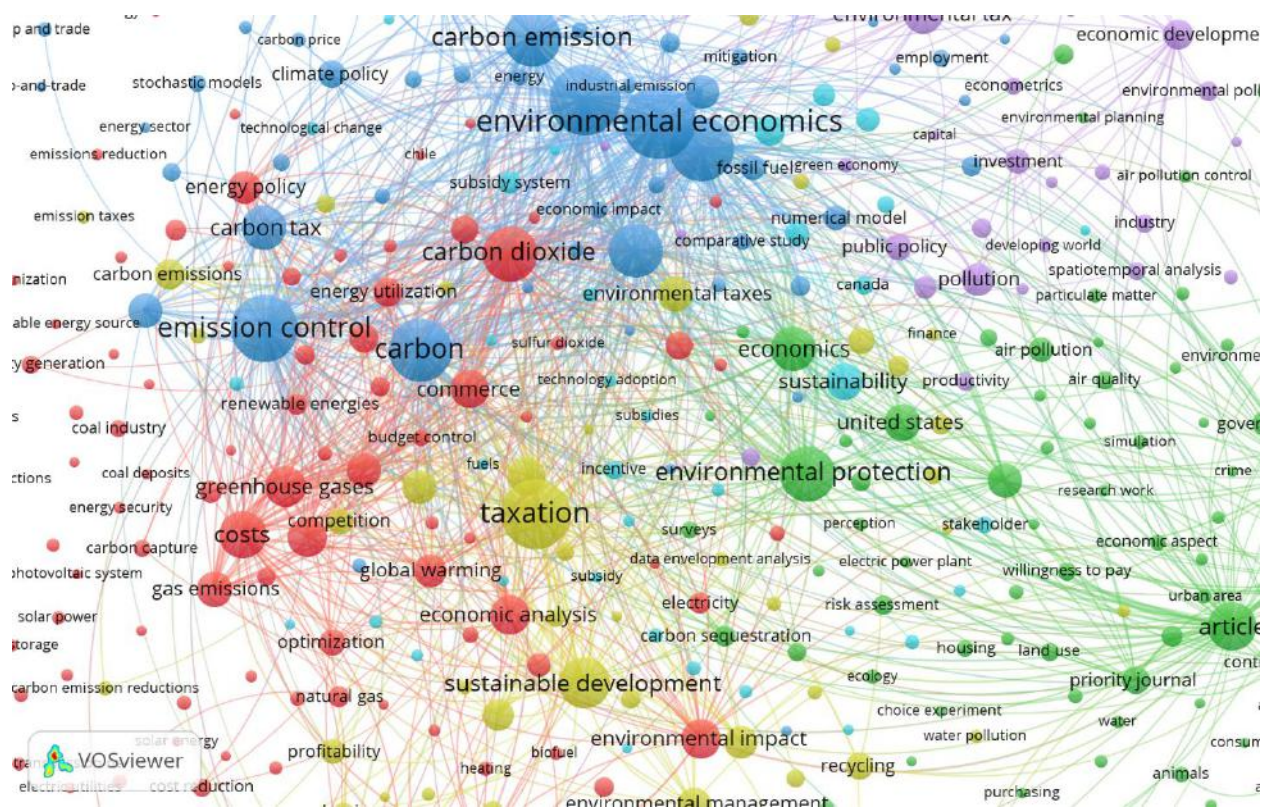 p and trade
carbon price
carbon emission
environmental tax
economic developme
stochastic models
climate policy
energy
mitigation
employment
o-and-trade
industrial emission
econometrics
environmental poli
energy sector
technological change
environmental economics
capital
environmental planning
emissions reduction
chile
fossil fuel
green economy
investment
air pollution control
energy policy
subsidy system
emission taxes
carbon tax
economic impact
numerical model
industry
carbon dioxide
comparative study
public policy
developing world
nization
carbon emissions
energy utilization
environmental taxes
canada
pollution
spatiotemporal analysis
particulate matter
able energy source
emission control
carbon
sulfur dioxide
economics
finance
air pollution
environme
y generation
commerce
technology adoption
sustainability
productivity
air quality
renewable energies
subsidies
united states
s
coal industry
budget control
simulation
gover
ctions
coal deposits
greenhouse gases
fuels
incentive
environmental protection
research work
crime
energy security
costs
competition
taxation
surveys
perception
stakeholder
carbon capture
data envelopment analysis
electric power plant
economic aspect
photovoltaic system
gas emissions
global warming
subsidy
willingness to pay
solar power
economic analysis
electricity
risk assessment
urban area
article
torage
optimization
carbon sequestration
housing
land use
conti
carbon emission reductions
natural gas
sustainable development
ecology
priority journal
choice experiment
water
solar energy
profitability
biofuel
environmental impact
water pollution
consum
VOSviewer
heating
recycling
animals
electric utilities
cost reduction
environmental management
purchasing